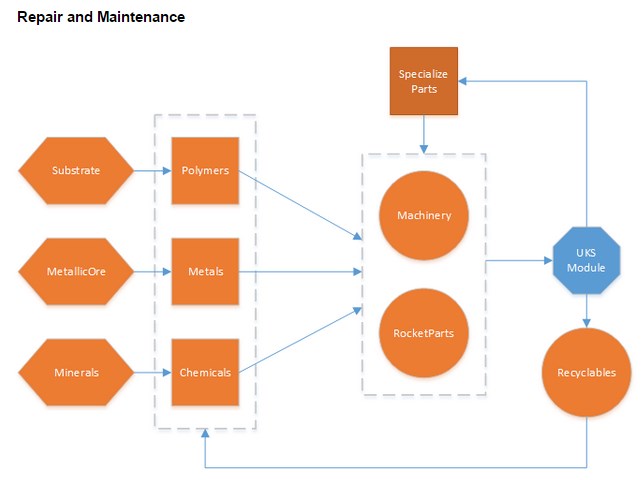 Repair and Maintenance
Specialize
Parts
Substrate
Polymers
Machinery
MetallicOre
Metals
UKS
Module
RocketParts
Minerals
Chemicals
Recyclables